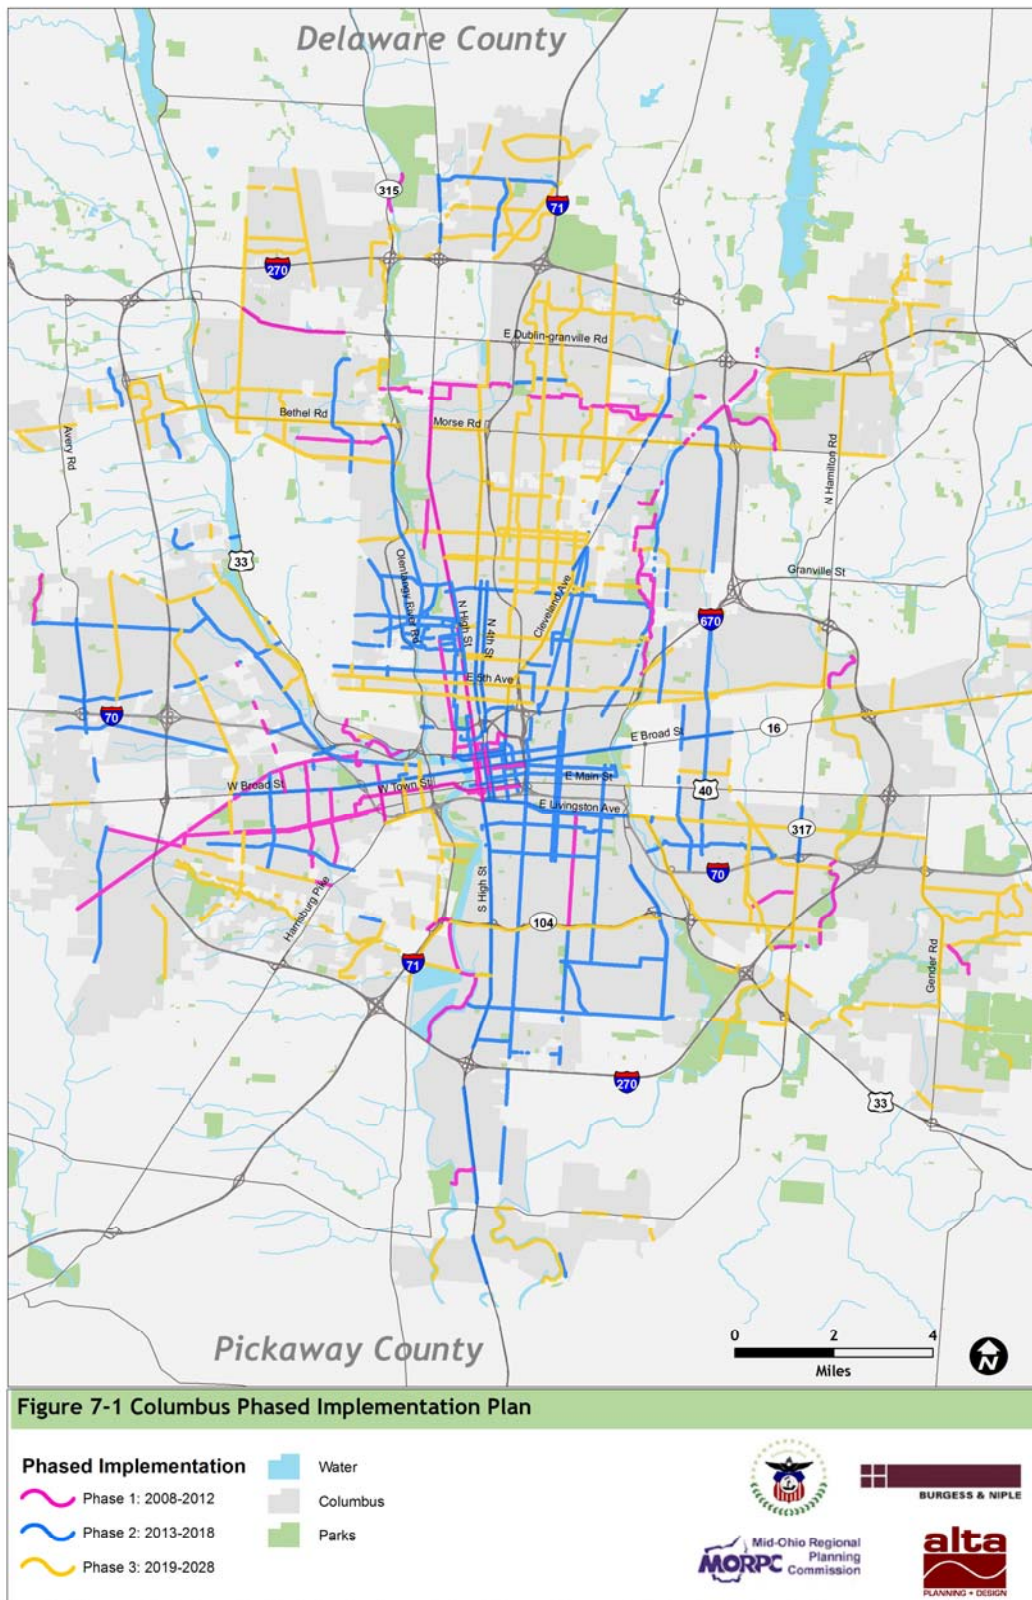 Delaware County
315
71
270
E Dublin-granville Rd
Bethel Rd
Morse Rd
Avery Rd
N Hamilton Rd
33
Olentangy River Rd
Cleveland Ave
Granville St
N High St
N 4th St
670
E 5th Ave
70
E Broad St
16
W Broad St
W Town St
E Main St
40
E Livingston Ave
317
70
S High St
Harrisburg Pike
104
71
Gender Rd
270
33
Pickaway County
0 2 4
Miles
N
Figure 7-1 Columbus Phased Implementation Plan
Phased Implementation
Phase 1: 2008-2012
Phase 2: 2013-2018
Phase 3: 2019-2028
Water
Columbus
Parks
BURGESS & NIPLE
Mid-Ohio Regional
MORPC Planning
Commission
alta
PLANNING + DESIGN